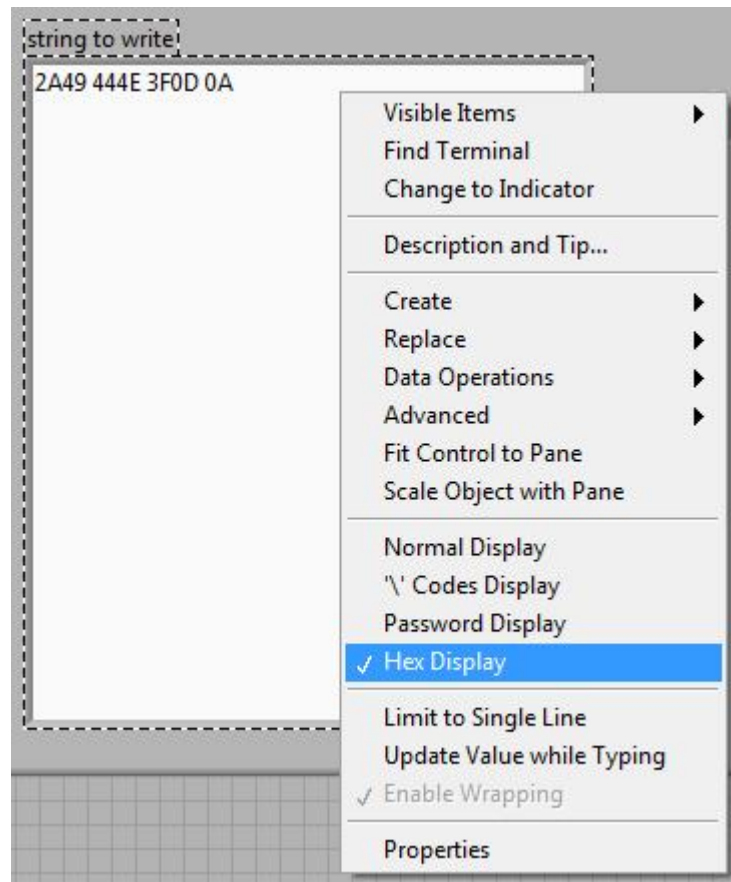 string to write
2A49 444E 3F0D 0A
Visible Items
Find Terminal
Change to Indicator
Description and Tip...
Create
Replace
Data Operations
Advanced
Fit Control to Pane
Scale Object with Pane
Normal Display
'\' Codes Display
Password Display
Hex Display
Limit to Single Line
Update Value while Typing
Enable Wrapping
Properties